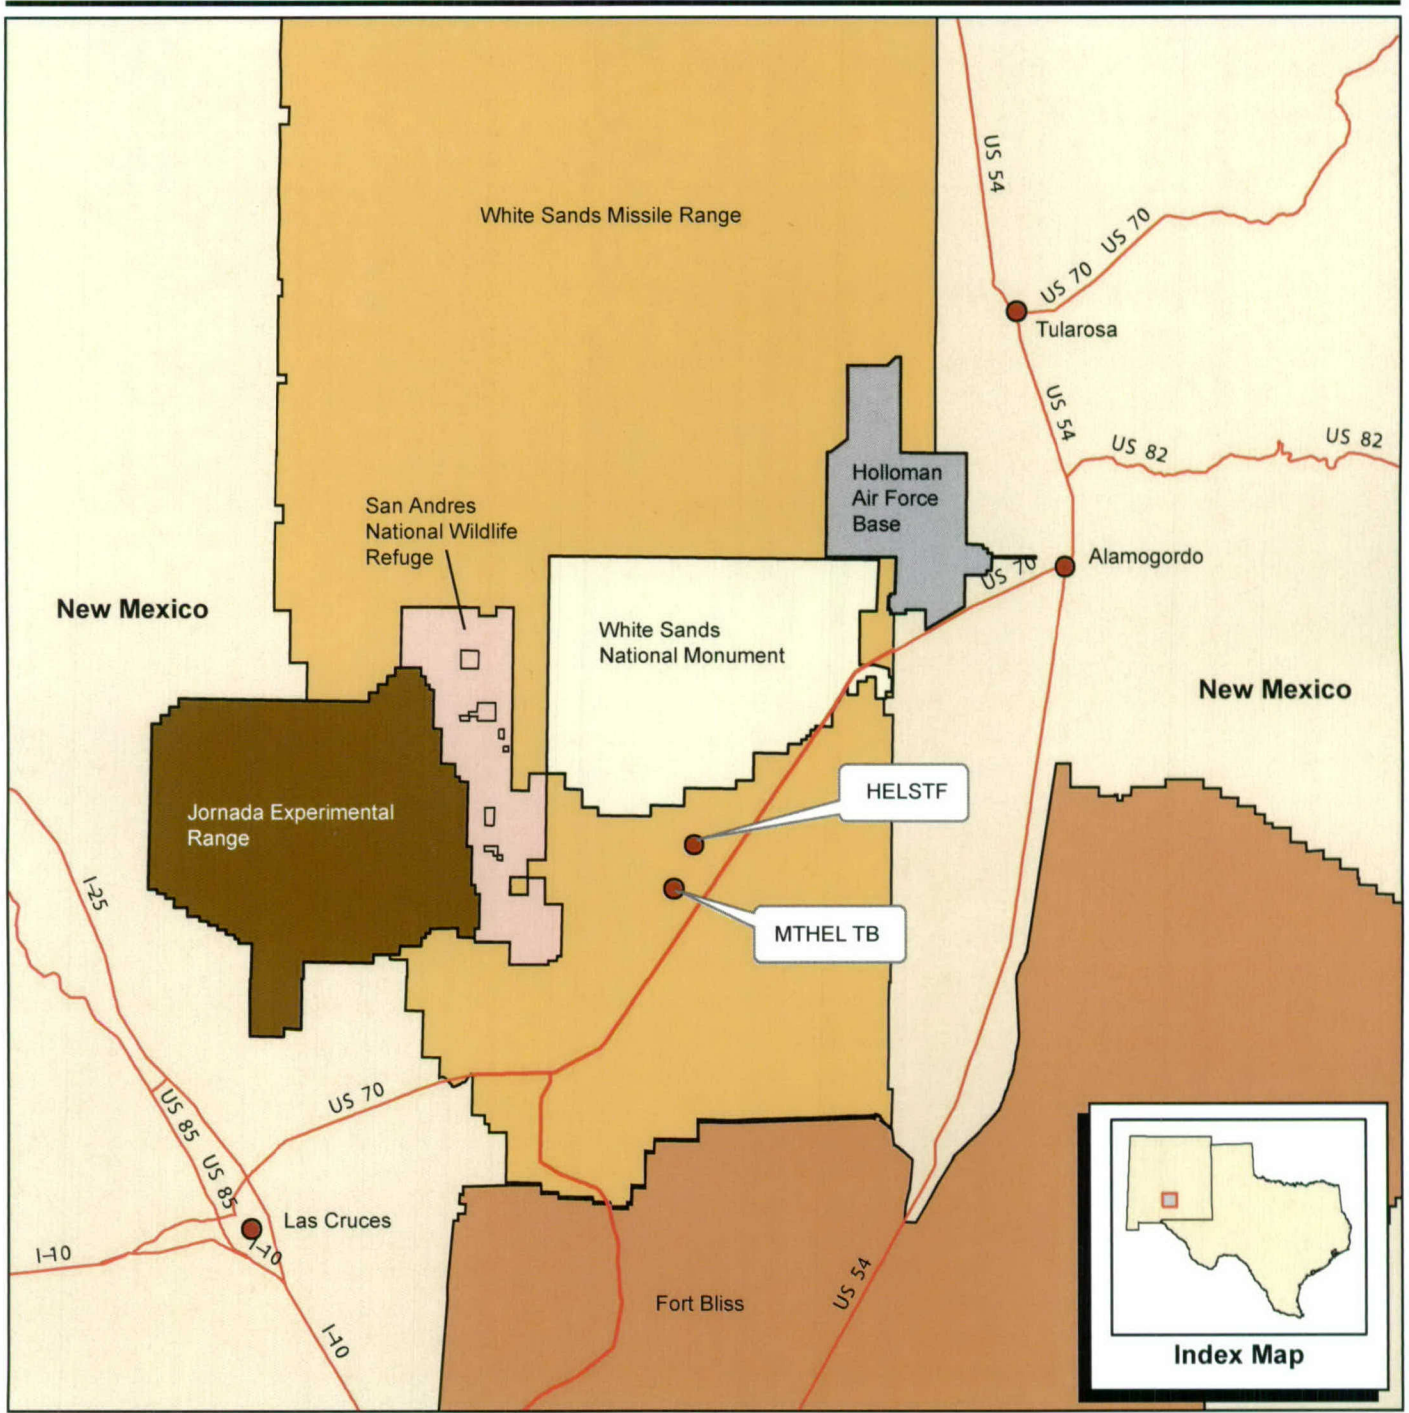 US 54
White Sands Missile Range
US 70
US 70
Tularosa
US 54
US 82
US 82
Holloman
Air Force
Base
San Andres
National Wildlife
Refuge
Alamogordo
US 70
New Mexico
White Sands
National Monument
New Mexico
HELSTF
Jornada Experimental
Range
I-25
MTHEL TB
US 70
US 85
US 85
Las Cruces
I-10
I-10
US 54
Fort Bliss
I-10
Index Map